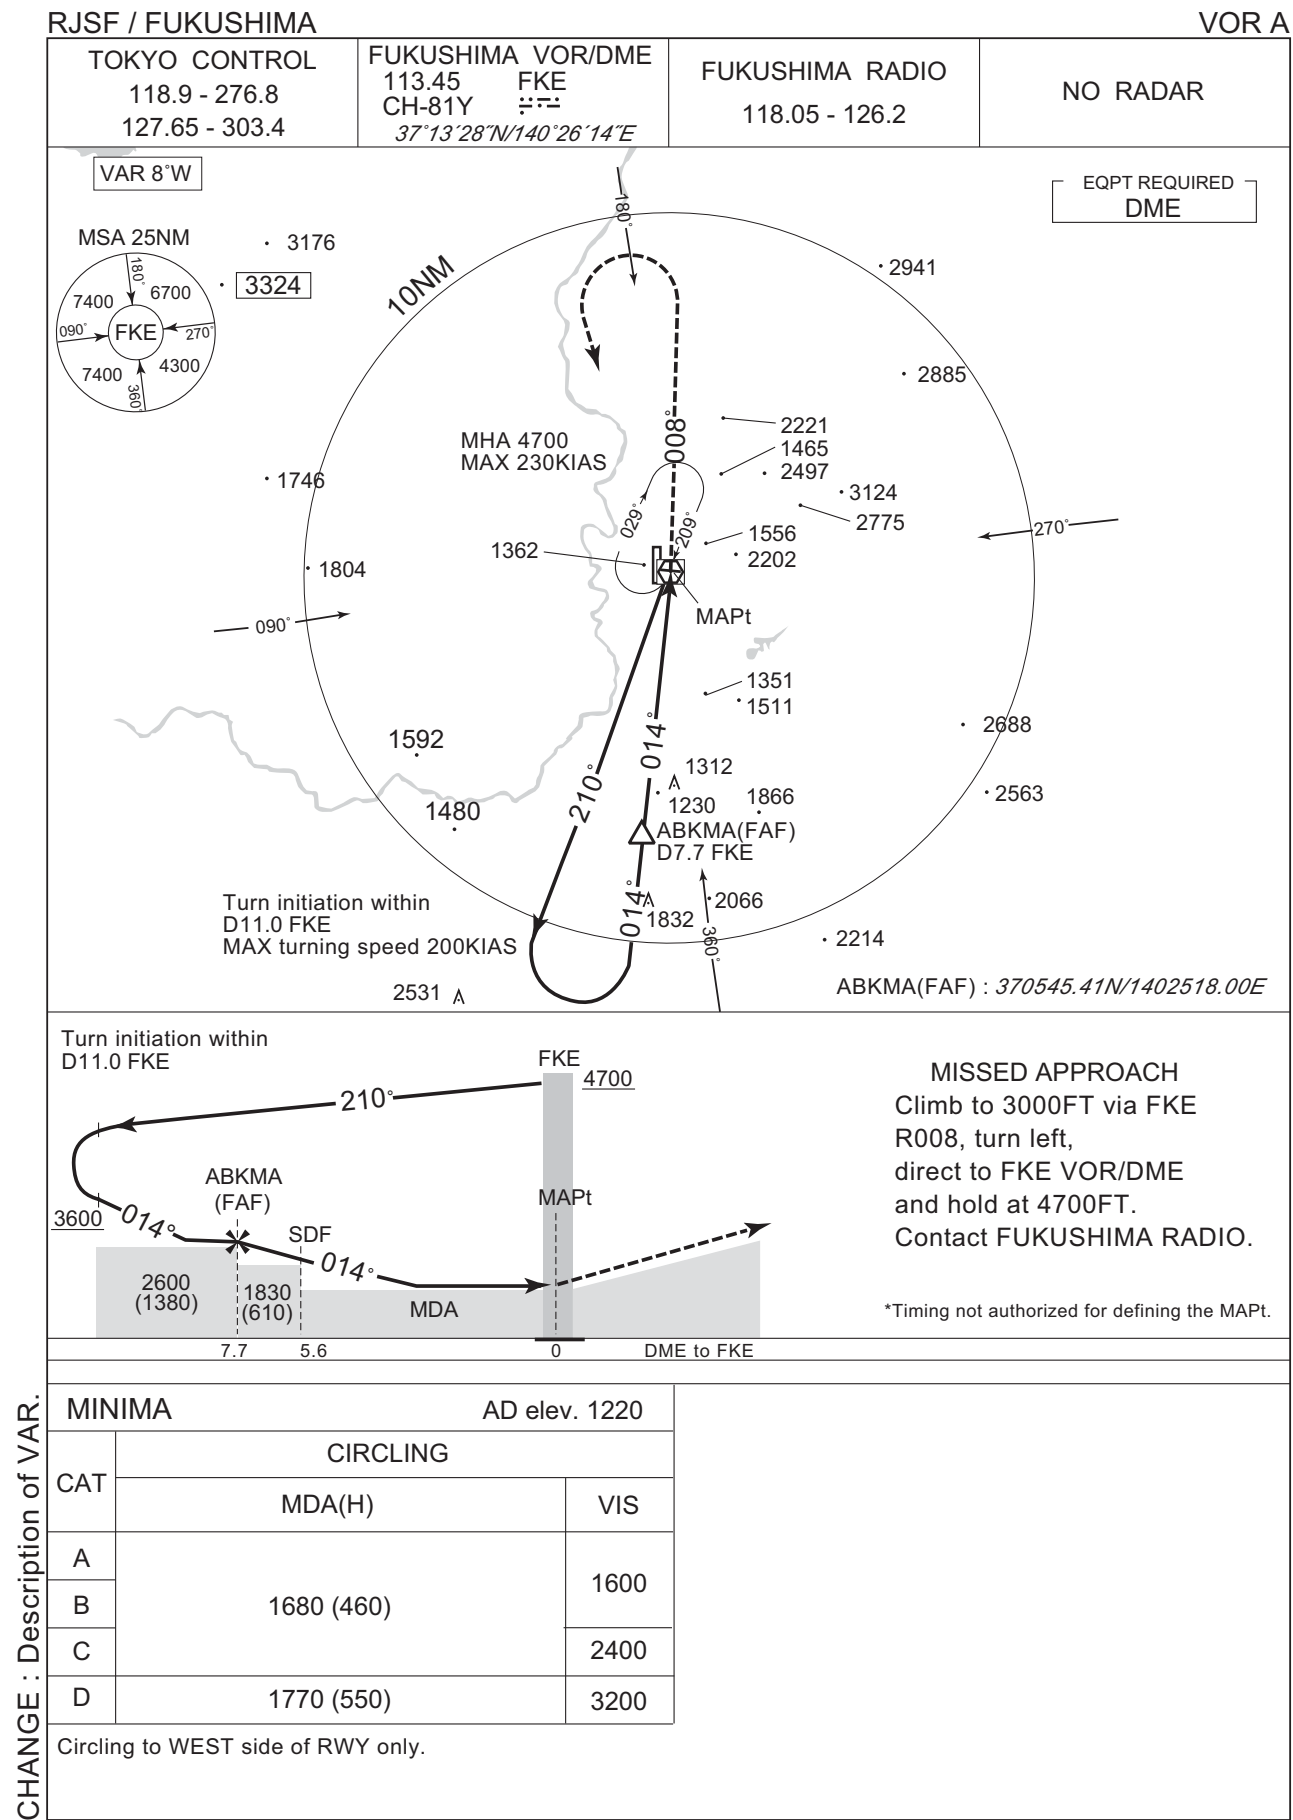 RJSF / FUKUSHIMA
VOR A
TOKYO CONTROL
118.9 - 276.8
127.65 - 303.4
FUKUSHIMA VOR/DME
113.45 FKE
CH-81Y
37°13´28˝N/140°26´14˝E
FUKUSHIMA RADIO
118.05 - 126.2
NO RADAR
VAR 8°W
EQPT REQUIRED
DME
MSA 25NM
180°
7400
6700
090°
FKE
270°
7400
4300
360°
3176
3324
10NM
180°
2941
2885
2221
1465
2497
3124
2775
1556
2202
MHA 4700
MAX 230KIAS
008°
029°
209°
1746
1804
1362
270°
090°
MAPt
1351
1511
014°
210°
2688
1592
1480
1312
1230
1866
2563
ABKMA(FAF)
D7.7 FKE
014°
1832
2066
360°
2214
Turn initiation within
D11.0 FKE
MAX turning speed 200KIAS
2531
ABKMA(FAF) : 370545.41N/1402518.00E
Turn initiation within
D11.0 FKE
FKE
4700
210°
ABKMA
(FAF)
MAPt
3600
014°
SDF
014°
2600
(1380)
1830
(610)
MDA
7.7
5.6
0
DME to FKE
MISSED APPROACH
Climb to 3000FT via FKE
R008, turn left,
direct to FKE VOR/DME
and hold at 4700FT.
Contact FUKUSHIMA RADIO.
*Timing not authorized for defining the MAPt.
MINIMA
AD elev. 1220
CAT
CIRCLING
MDA(H)
VIS
A
B
C
D
1680 (460)
1600
2400
1770 (550)
3200
Circling to WEST side of RWY only.
CHANGE : Description of VAR.